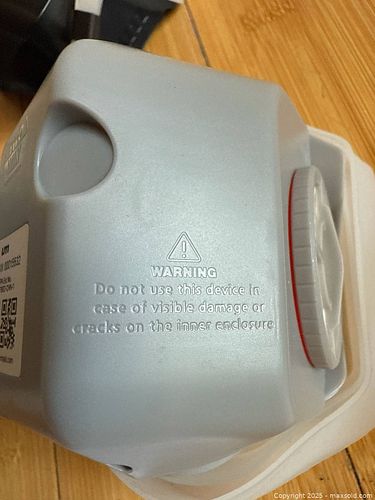 WARNING
Do not use this device in
case of visible damage or
cracks on the inner enclosure
Copyright 2025 - maxsold.com